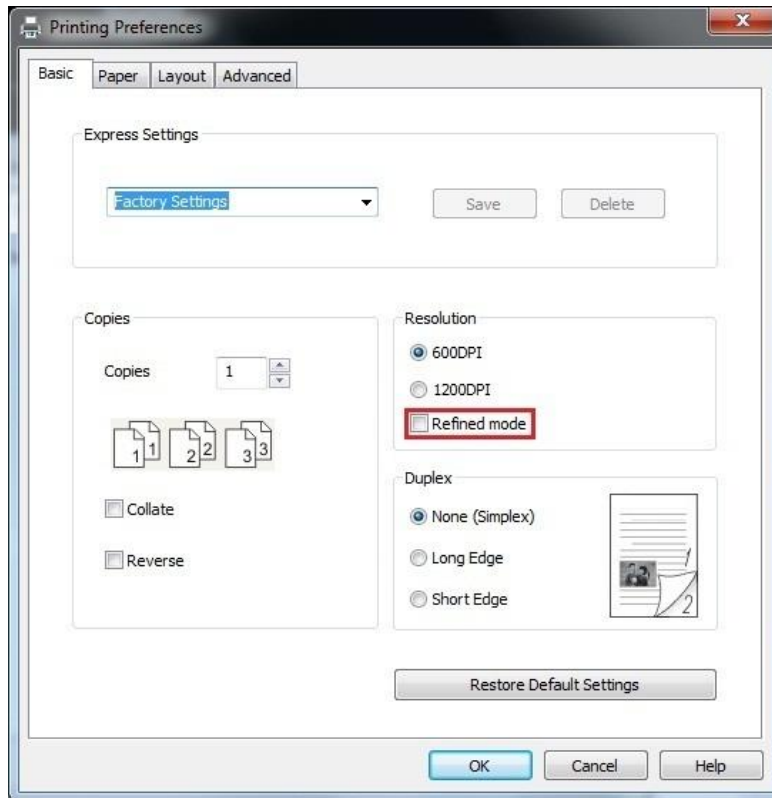 Printing Preferences
Basic Paper Layout Advanced
Express Settings
Factory Settings
Save
Delete
Copies
Copies 1
1 1 2 2 3 3
Collate
Reverse
Resolution
600DPI
1200DPI
Refined mode
Duplex
None (Simplex)
Long Edge
Short Edge
1
2
Restore Default Settings
OK Cancel Help